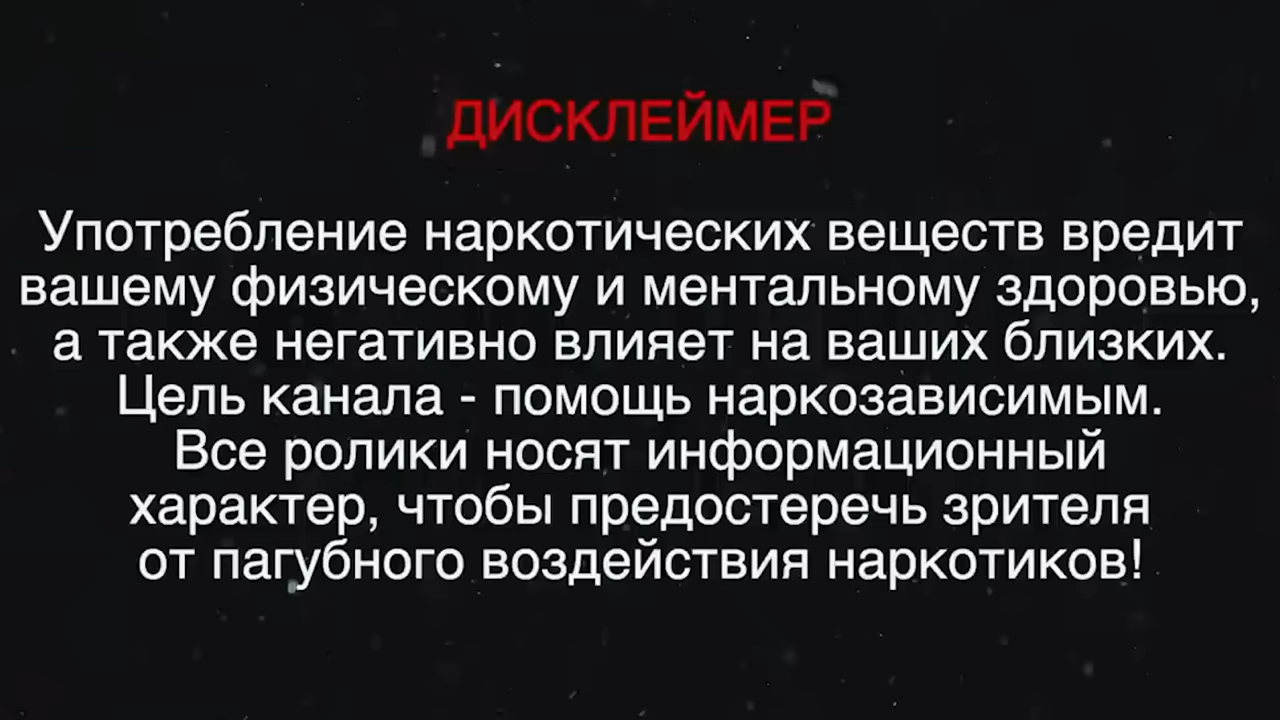 ДИСКЛЕЙМЕР
Употребление наркотических веществ вредит
вашему физическому и ментальному здоровью,
а также негативно влияет на ваших близких.
Цель канала - помощь наркозависимым.
Все ролики носят информационный
характер, чтобы предостеречь зрителя
от пагубного воздействия наркотиков!